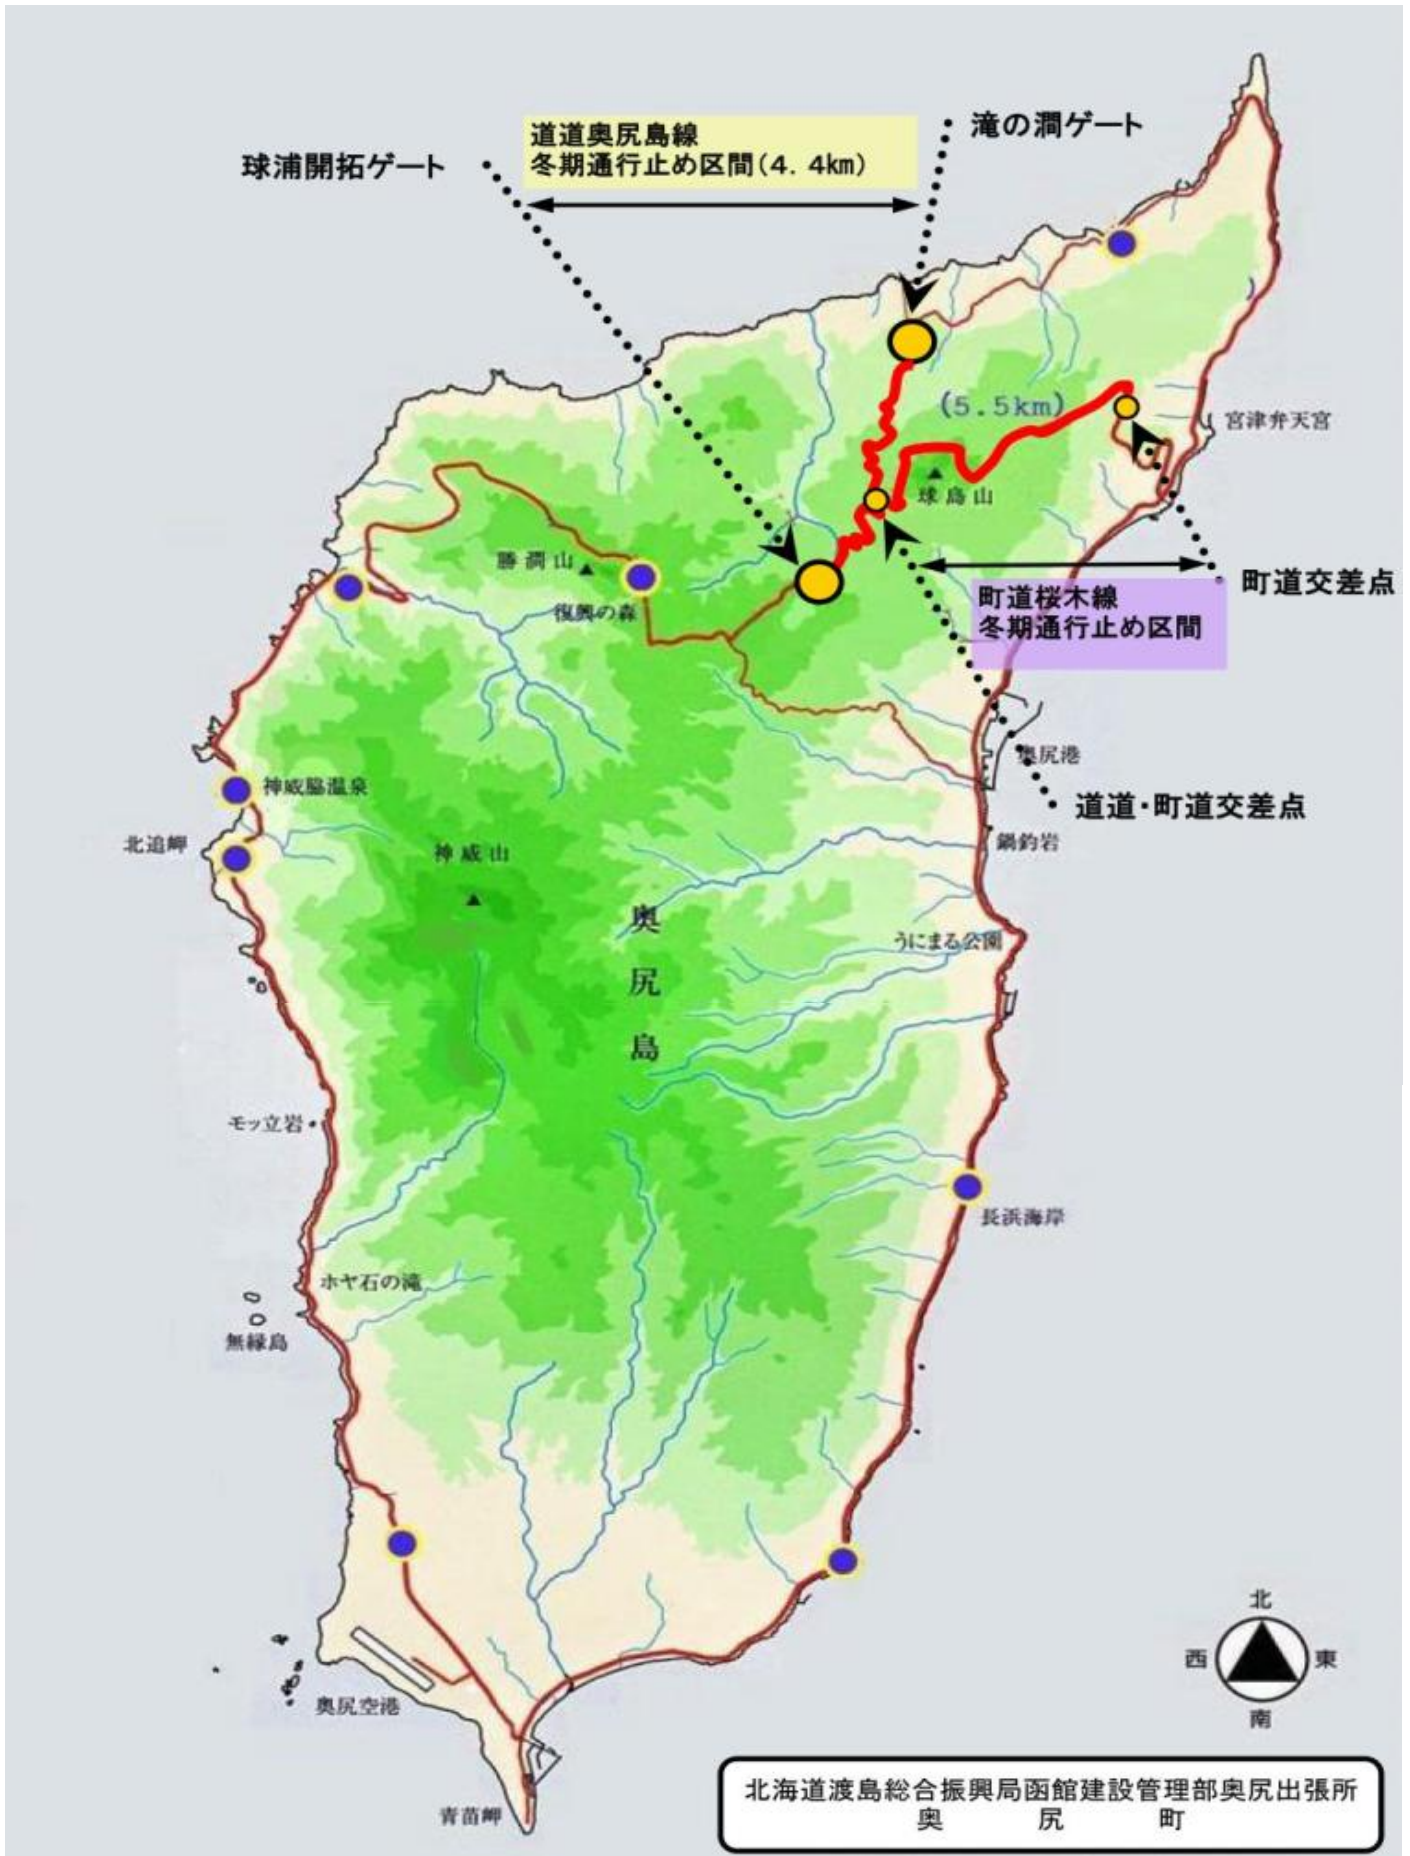 滝の澗ゲート
道道奥尻島線
冬期通行止め区間(4.4km)
球浦開拓ゲート
(5.5km)
宮津弁天宮
球島山
勝澗山
復興の森
町道交差点
町道桜木線
冬期通行止め区間
奥尻港
神威脇温泉
道道・町道交差点
北追岬
神威山
鍋釣岩
奥尻島
うにまる公園
モッ立岩
長浜海岸
ホヤ石の滝
無縁島
奥尻空港
青苗岬
北
西
東
南
北海道渡島総合振興局函館建設管理部奥尻出張所
奥尻町